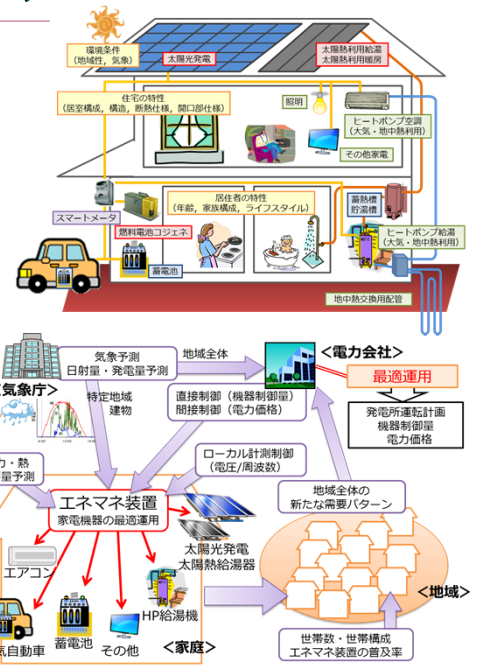 環境条件
（地域性，気象）
太陽光発電
太陽熱利用給湯
太陽熱利用暖房
住宅の特性
（居室構成，構造，断熱仕様，開口部仕様）
照明
ヒートポンプ空調
（大気・地中熱利用）
その他家電
スマートメータ
居住者の特性
（年齢，家族構成，ライフスタイル）
蓄熱槽
貯湯槽
燃料電池コジェネ
ヒートポンプ給湯
（大気・地中熱利用）
蓄電池
地中熱交換用配管
気象予測
日射量・発電量予測
地域全体
＜電力会社＞
最適運用
気象庁＞
特定地域
建物
直接制御（機器制御量）
間接制御（電力価格）
発電所運転計画
機器制御量
電力価格
ローカル計測制御
（電圧/周波数）
力・熱
量予測
エネマネ装置
家電機器の最適運用
地域全体の
新たな需要パターン
太陽光発電
太陽熱給湯器
エアコン
HP給湯機
＜地域＞
気自動車
蓄電池
その他
＜家庭＞
世帯数・世帯構成
エネマネ装置の普及率